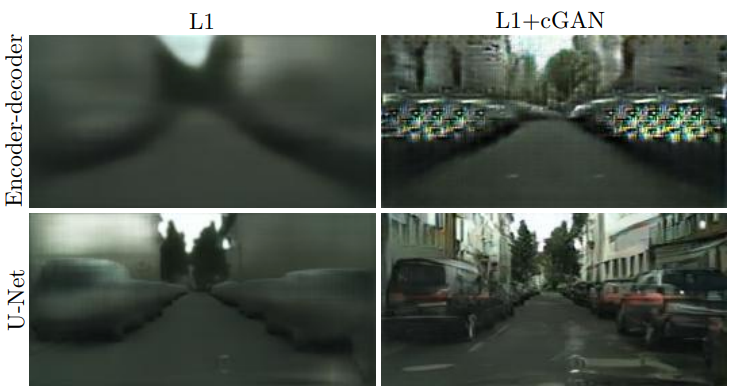 L1
L1+cGAN
Encoder-decoder
U-Net